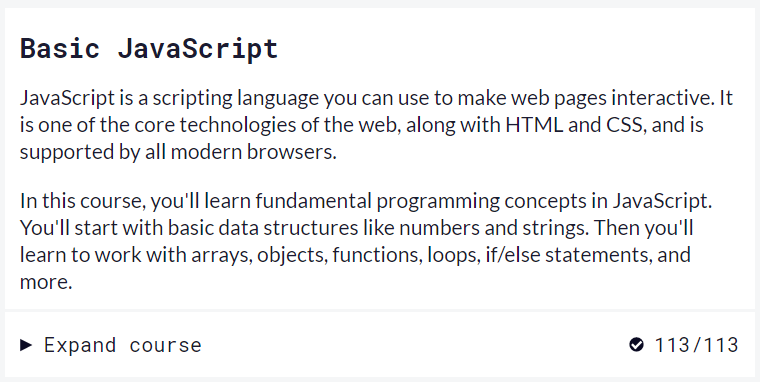 Basic JavaScript
JavaScript is a scripting language you can use to make web pages interactive. It
is one of the core technologies of the web, along with HTML and CSS, and is
supported by all modern browsers.
In this course, you'll learn fundamental programming concepts in JavaScript.
You'll start with basic data structures like numbers and strings. Then you'll
learn to work with arrays, objects, functions, loops, if/else statements, and
more.
Expand course 113/113